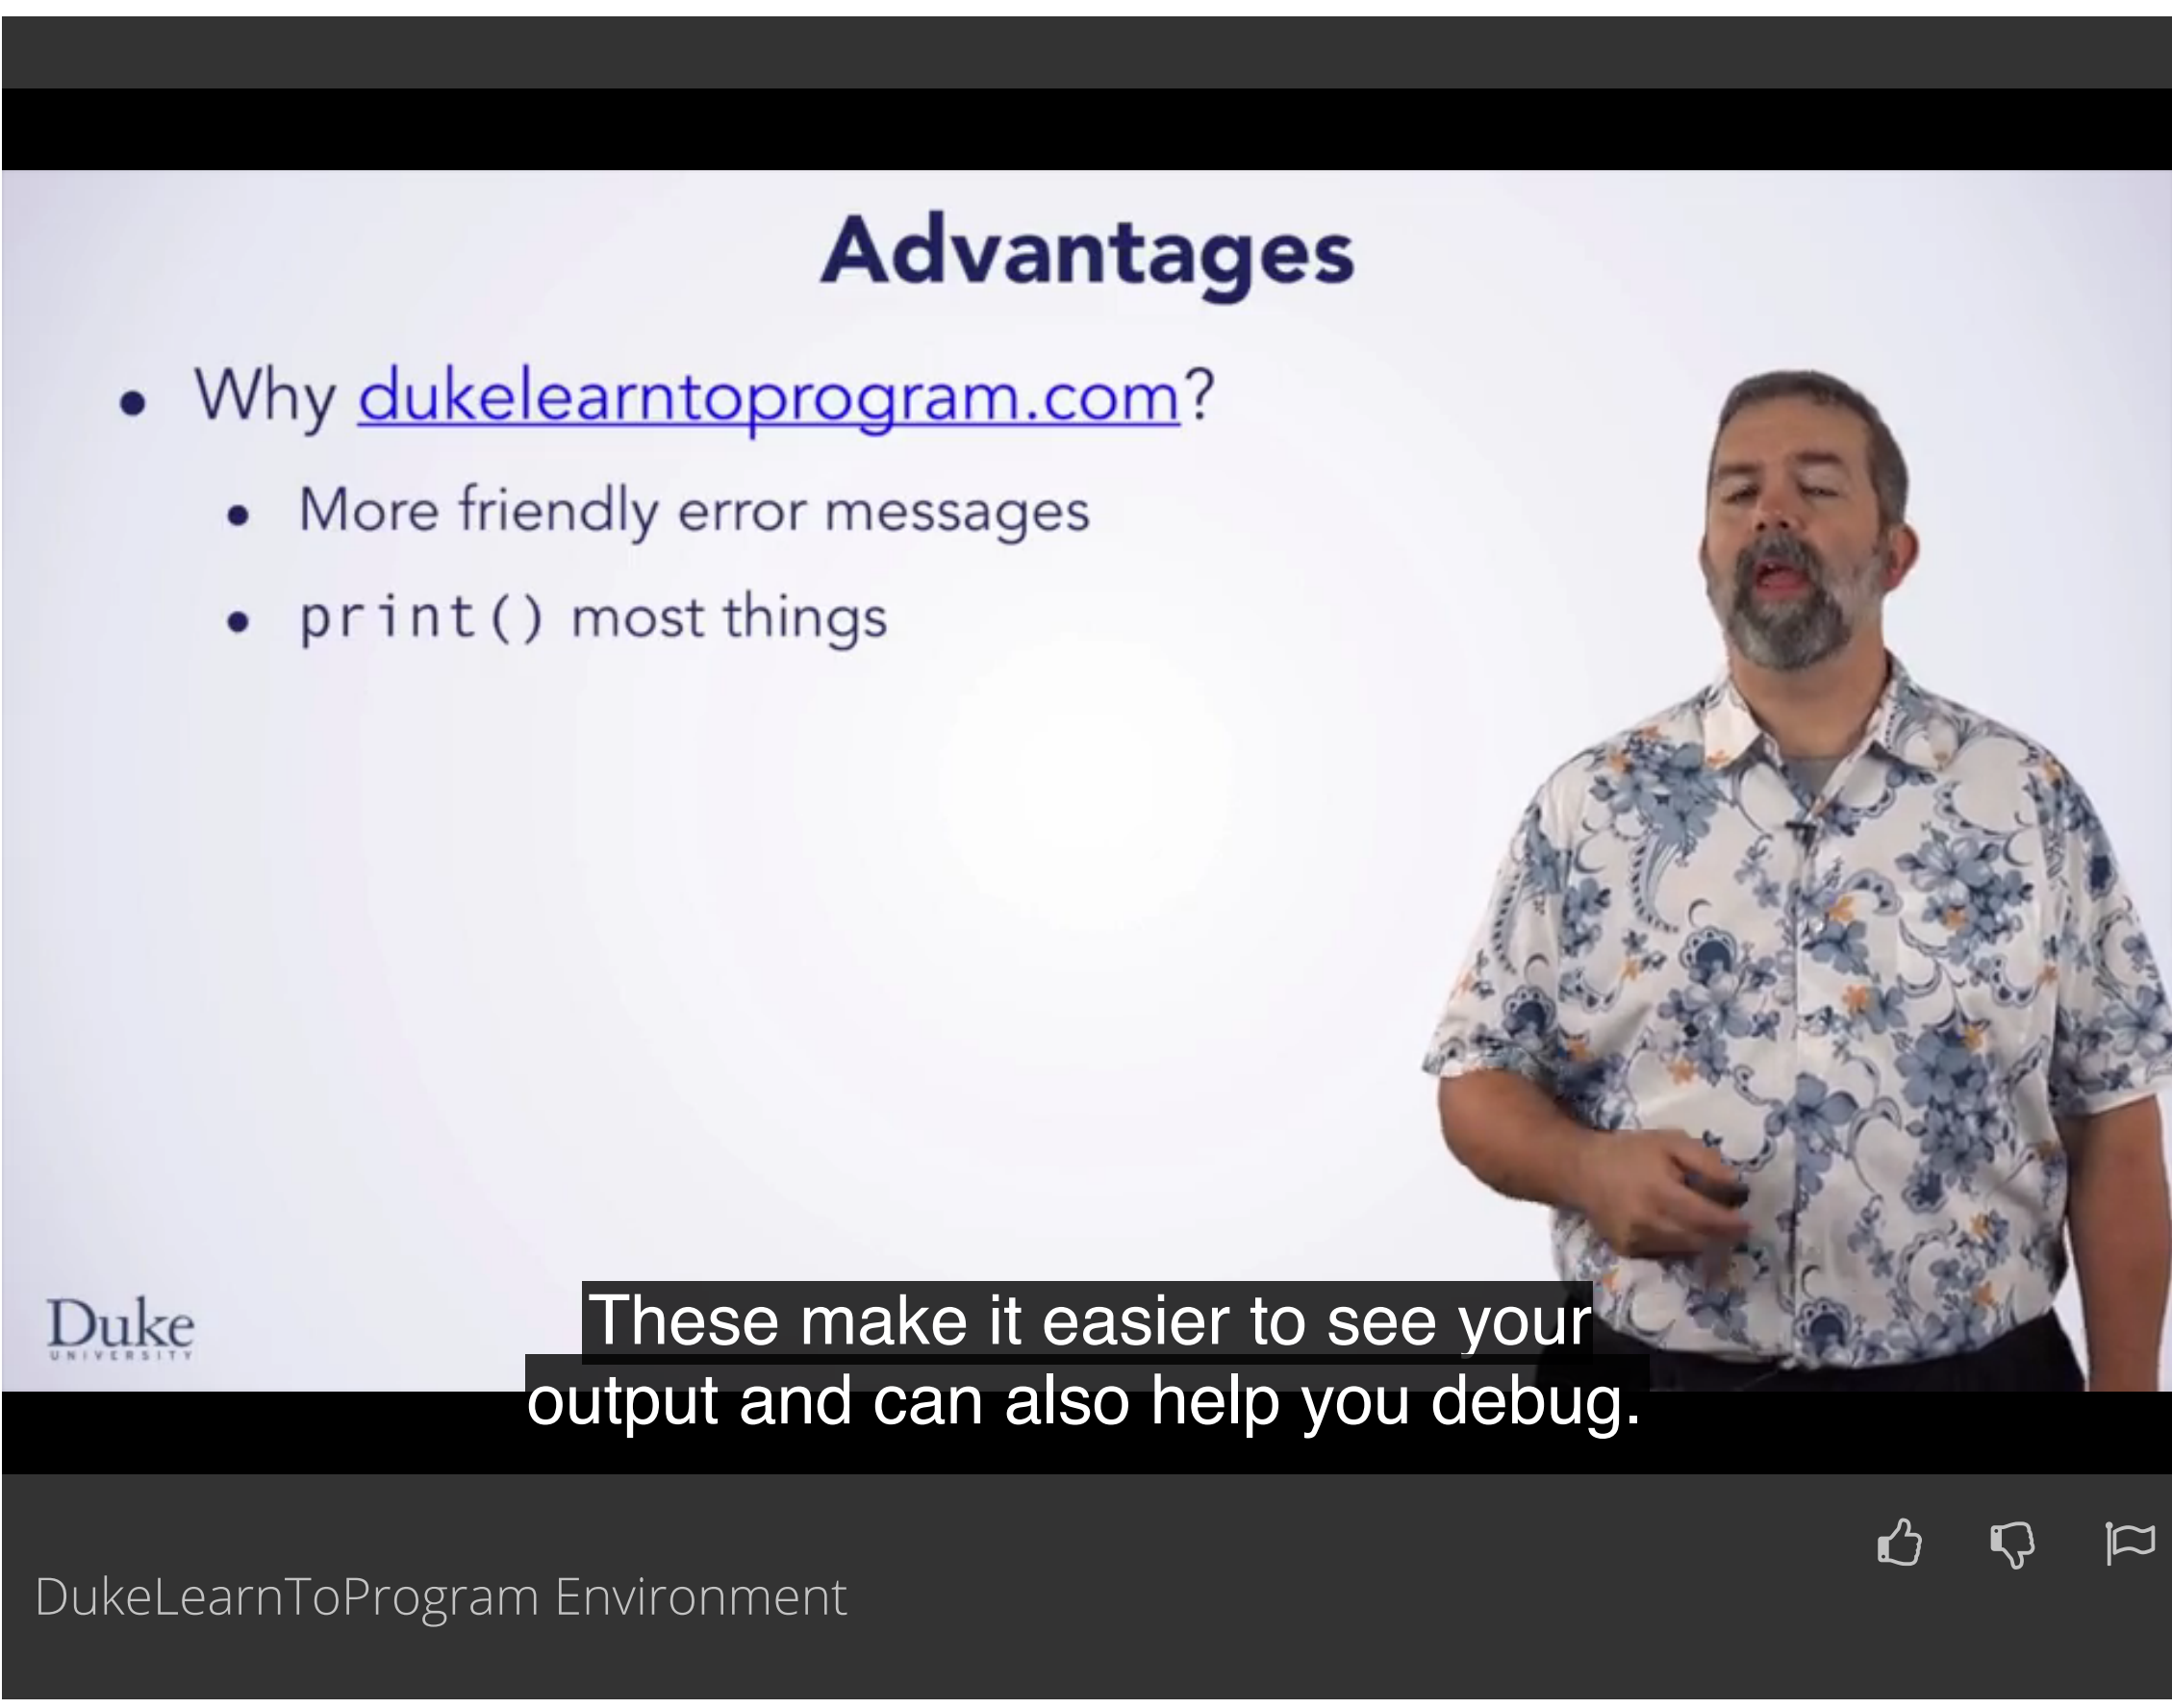 Advantages
Why dukelearntoprogram.com?
More friendly error messages
print() most things
Duke
UNIVERSITY
These make it easier to see your
output and can also help you debug.
DukeLearnToProgram Environment